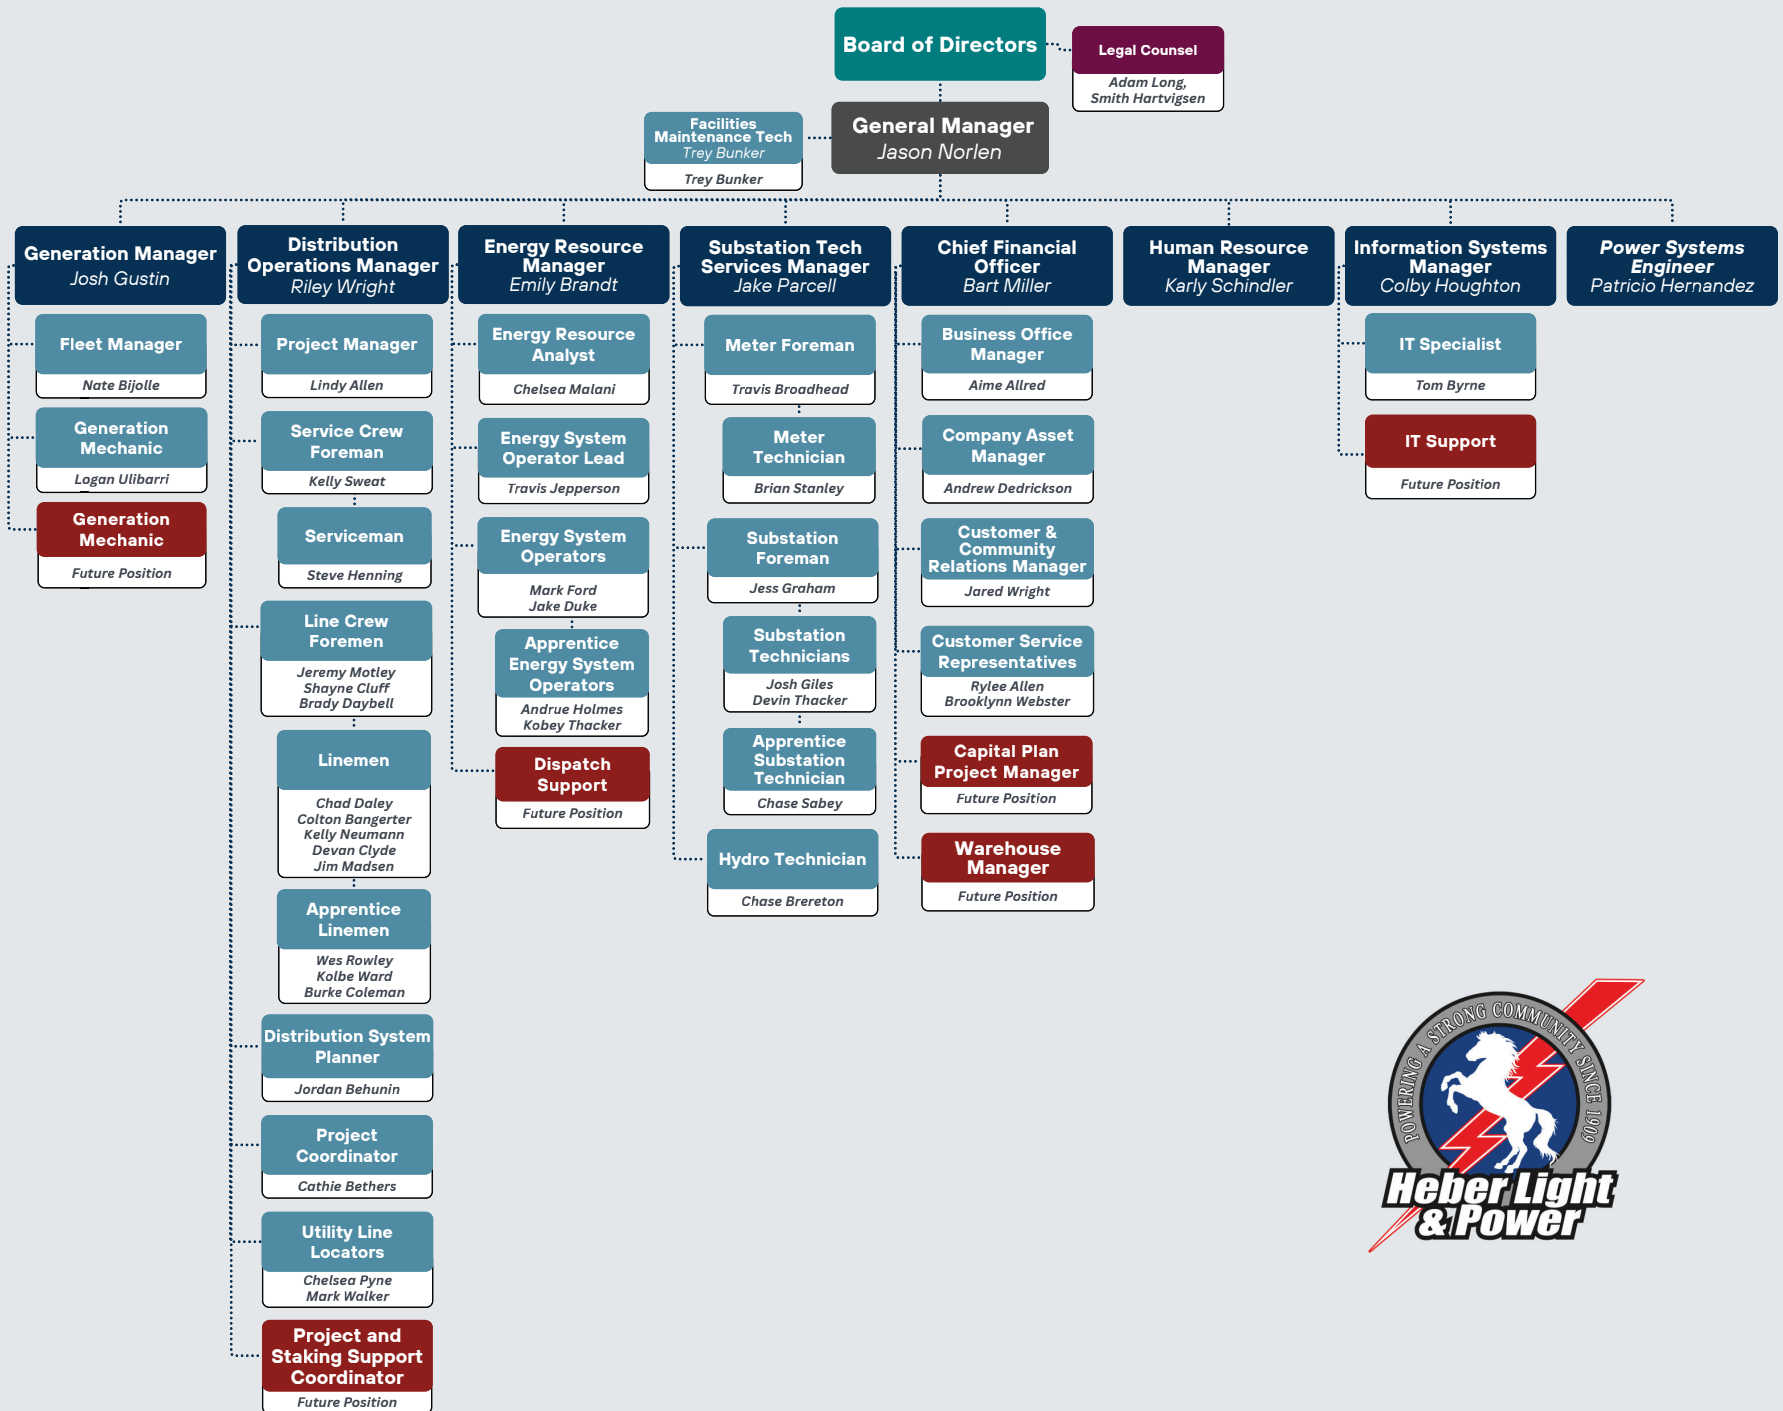 Board of Directors
Legal Counsel
Adam Long,
Smith Hartvigsen
Facilities
Maintenance Tech
Trey Bunker
Trey Bunker
General Manager
Jason Norlen
Generation Manager
Josh Gustin
Fleet Manager
Nate Bijolle
Generation
Mechanic
Logan Ulibarri
Generation
Mechanic
Future Position
Distribution
Operations Manager
Riley Wright
Project Manager
Lindy Allen
Service Crew
Foreman
Kelly Sweat
Serviceman
Steve Henning
Line Crew
Foremen
Jeremy Motley
Shayne Cluff
Brady Daybell
Linemen
Chad Daley
Colton Bangerter
Kelly Neumann
Devan Clyde
Jim Madsen
Apprentice
Linemen
Wes Rowley
Kolbe Ward
Burke Coleman
Distribution System
Planner
Jordan Behunin
Project
Coordinator
Cathie Bethers
Utility Line
Locators
Chelsea Pyne
Mark Walker
Project and
Staking Support
Coordinator
Future Position
Energy Resource
Manager
Emily Brandt
Energy Resource
Analyst
Chelsea Malani
Energy System
Operator Lead
Travis Jepperson
Energy System
Operators
Mark Ford
Jake Duke
Apprentice
Energy System
Operators
Andrue Holmes
Kobey Thacker
Dispatch
Support
Future Position
Substation Tech
Services Manager
Jake Parcell
Meter Foreman
Travis Broadhead
Meter
Technician
Brian Stanley
Substation
Foreman
Jess Graham
Substation
Technicians
Josh Giles
Devin Thacker
Apprentice
Substation
Technician
Chase Sabey
Hydro Technician
Chase Brereton
Chief Financial
Officer
Bart Miller
Business Office
Manager
Aime Allred
Company Asset
Manager
Andrew Dedrickson
Customer &
Community
Relations Manager
Jared Wright
Customer Service
Representatives
Rylee Allen
Brooklynn Webster
Capital Plan
Project Manager
Future Position
Warehouse
Manager
Future Position
Human Resource
Manager
Karly Schindler
Information Systems
Manager
Colby Houghton
IT Specialist
Tom Byrne
IT Support
Future Position
Power Systems
Engineer
Patricio Hernandez
POWERING A STRONG COMMUNITY SINCE 1909
Heber Light
& Power